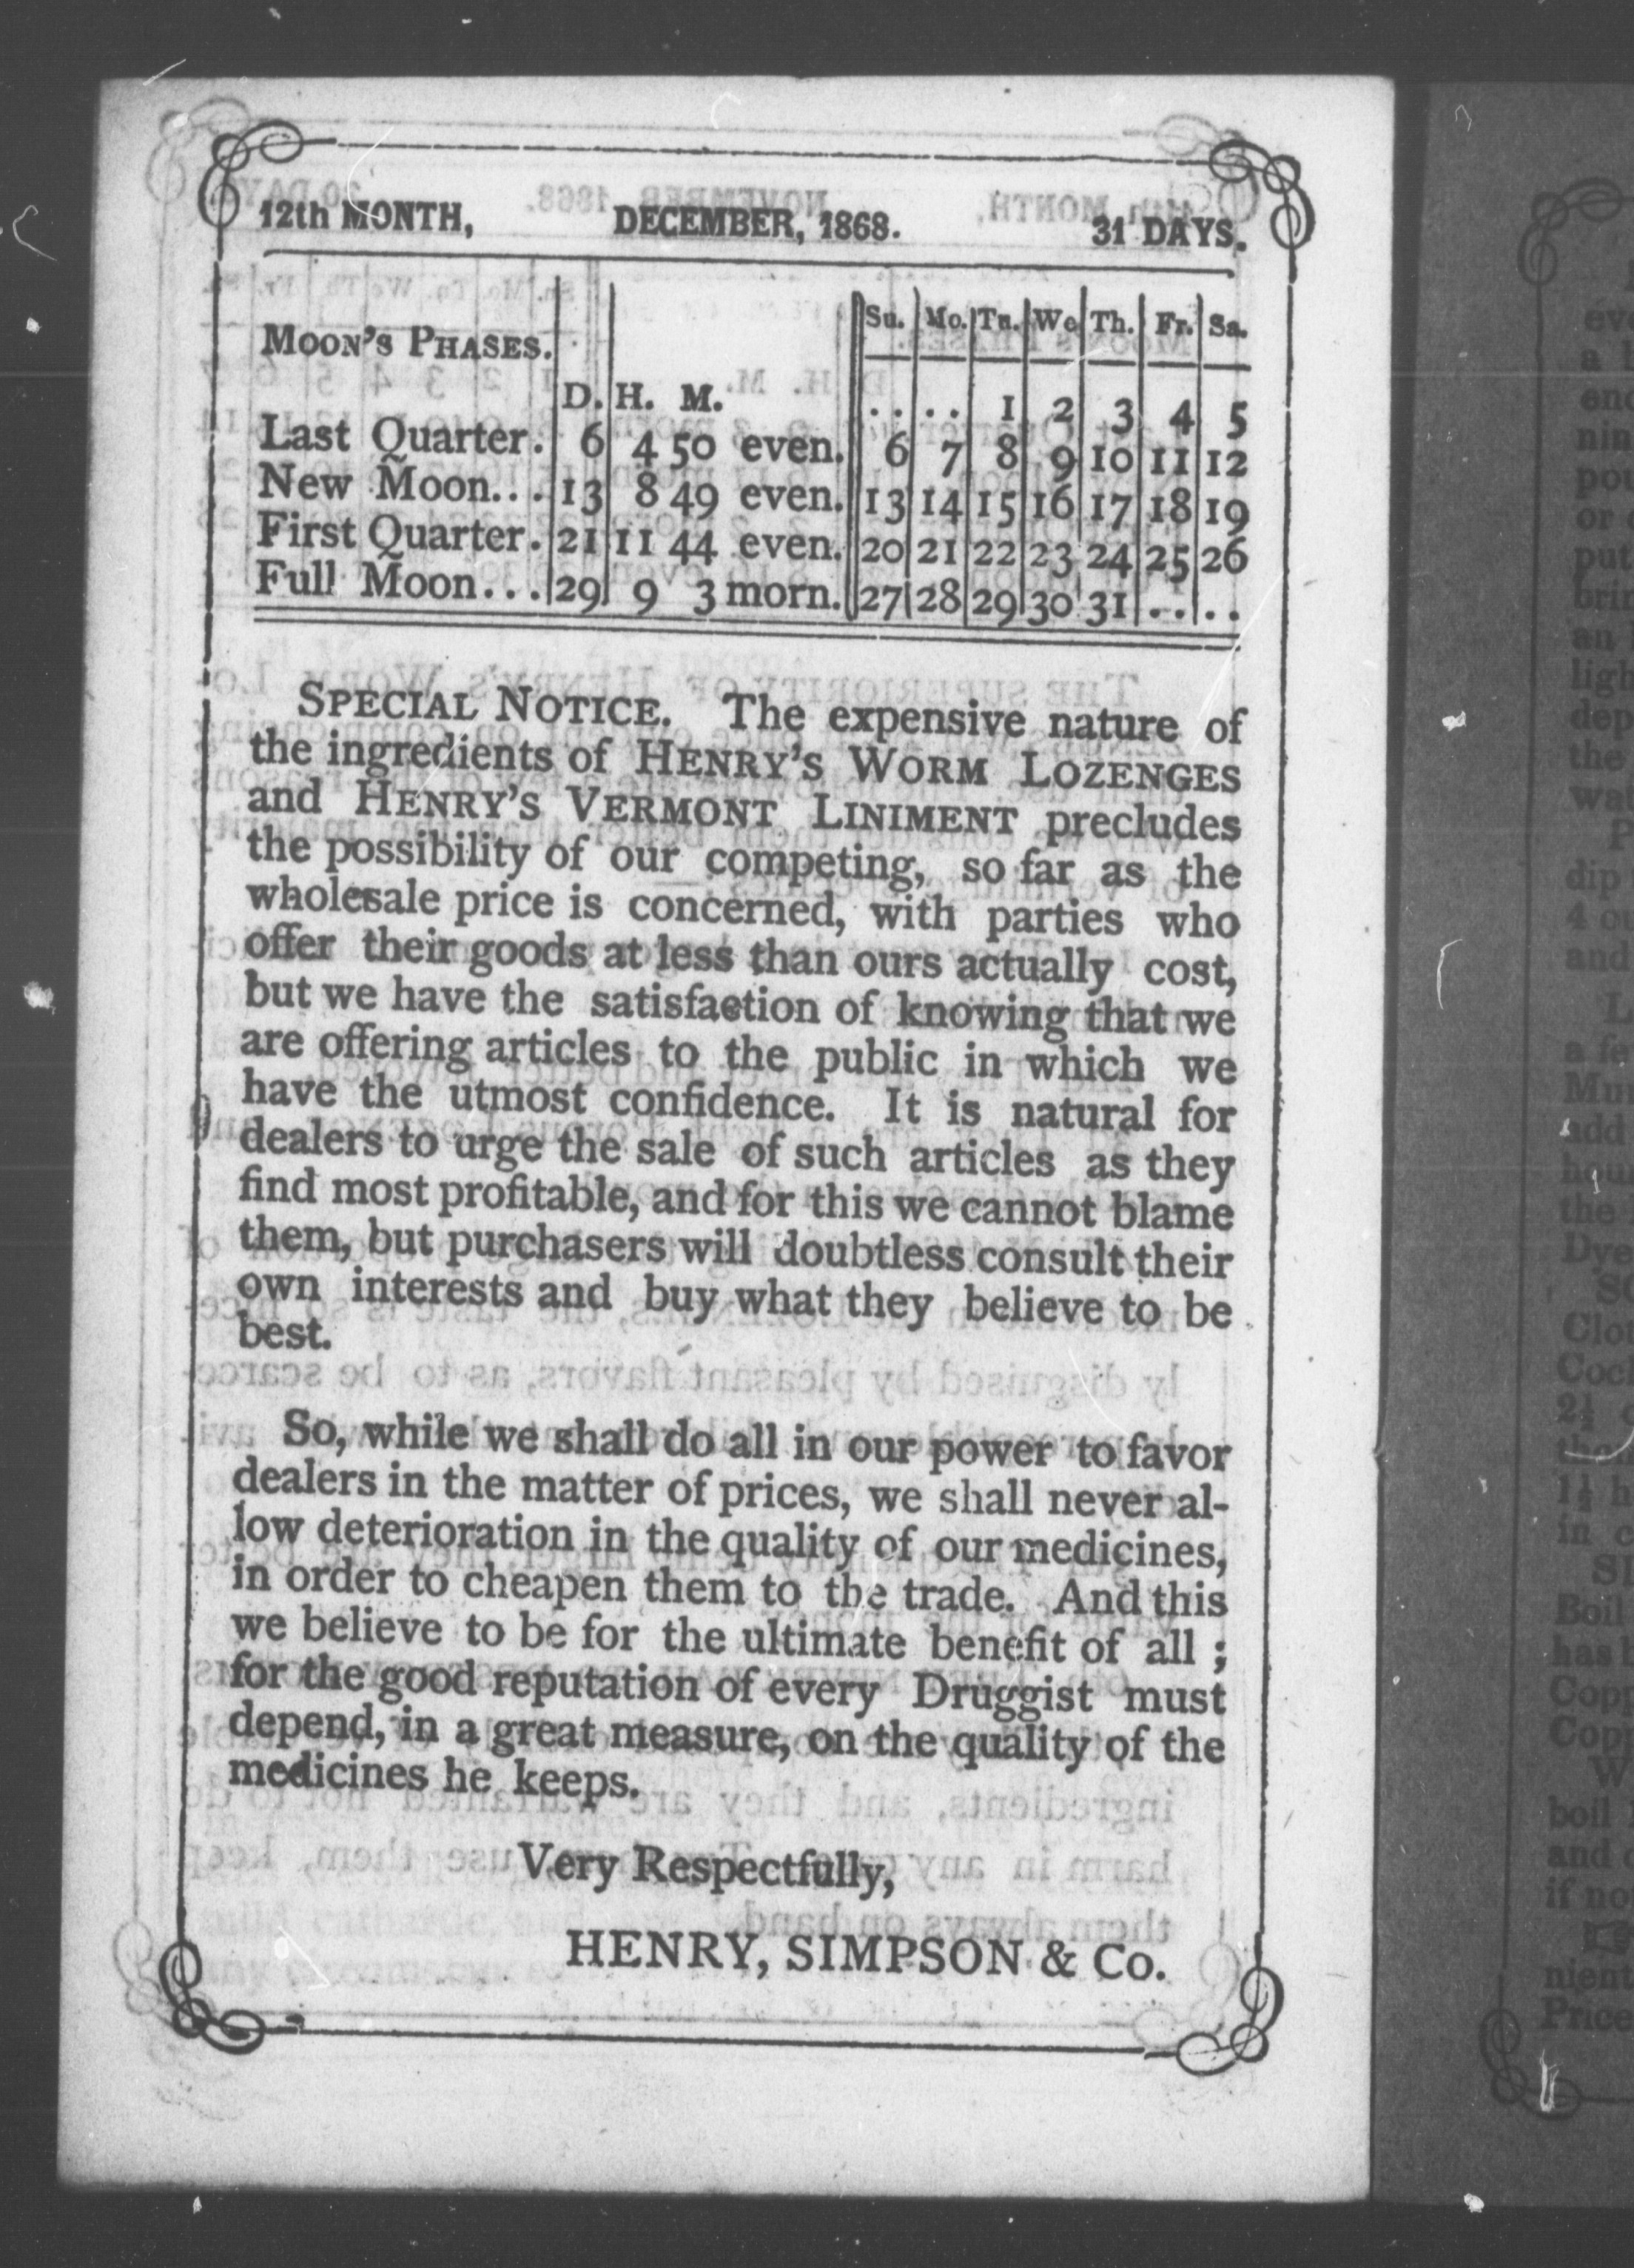 12th MONTH, DECEMBER, 1868. 31 DAYS.
MOON'S PHASES. D. H. M. Su. Mo. Tu. We Th. Fr. Sa.
.. .. 1 2 3 4 5
Last Quarter. 6 4 50 even. 6 7 8 9 10 11 12
New Moon... 13 8 49 even. 13 14 15 16 17 18 19
First Quarter. 21 11 44 even. 20 21 22 23 24 25 26
Full Moon... 29 9 3 morn. 27 28 29 30 31 .. ..
SPECIAL NOTICE. The expensive nature of
the ingredients of HENRY'S WORM LOZENGES
and HENRY'S VERMONT LINIMENT precludes
the possibility of our competing, so far as the
wholesale price is concerned, with parties who
offer their goods at less than ours actually cost,
but we have the satisfaction of knowing that we
are offering articles to the public in which we
have the utmost confidence. It is natural for
dealers to urge the sale of such articles as they
find most profitable, and for this we cannot blame
them, but purchasers will doubtless consult their
own interests and buy what they believe to be
best.
So, while we shall do all in our power to favor
dealers in the matter of prices, we shall never al-
low deterioration in the quality of our medicines,
in order to cheapen them to the trade. And this
we believe to be for the ultimate benefit of all ;
for the good reputation of every Druggist must
depend, in a great measure, on the quality of the
medicines he keeps.
Very Respectfully,
HENRY, SIMPSON & Co.